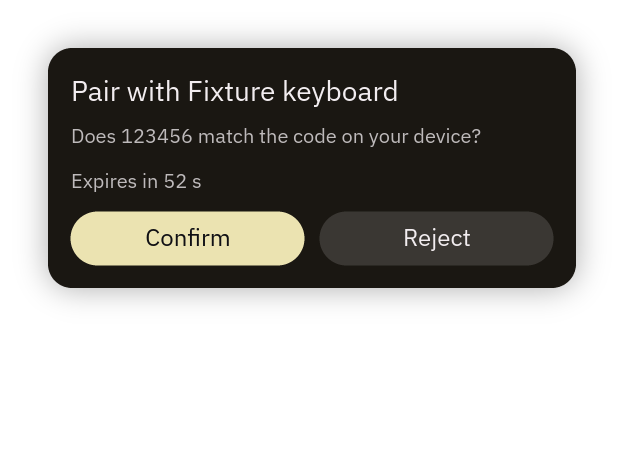 Pair with Fixture keyboard
Does 123456 match the code on your device?
Expires in 52 s
Confirm
Reject